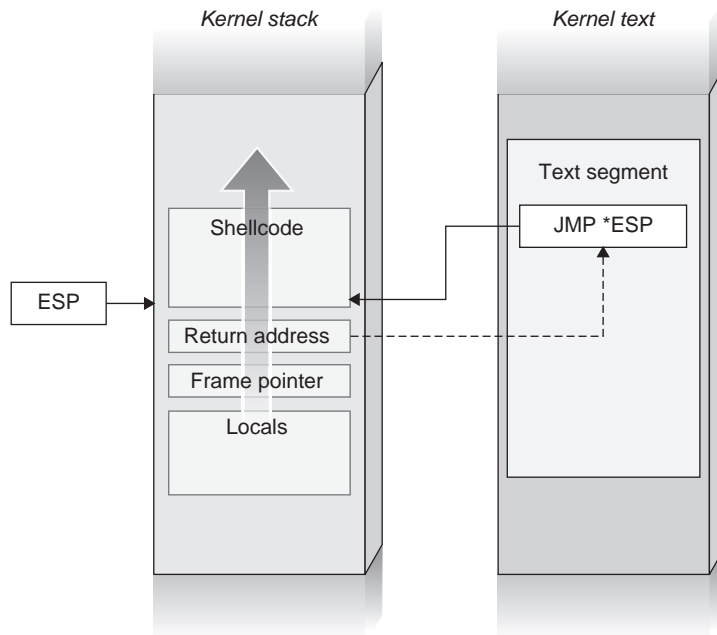 Kernel stack
Kernel text
Text segment
Shellcode
JMP *ESP
ESP
Return address
Frame pointer
Locals